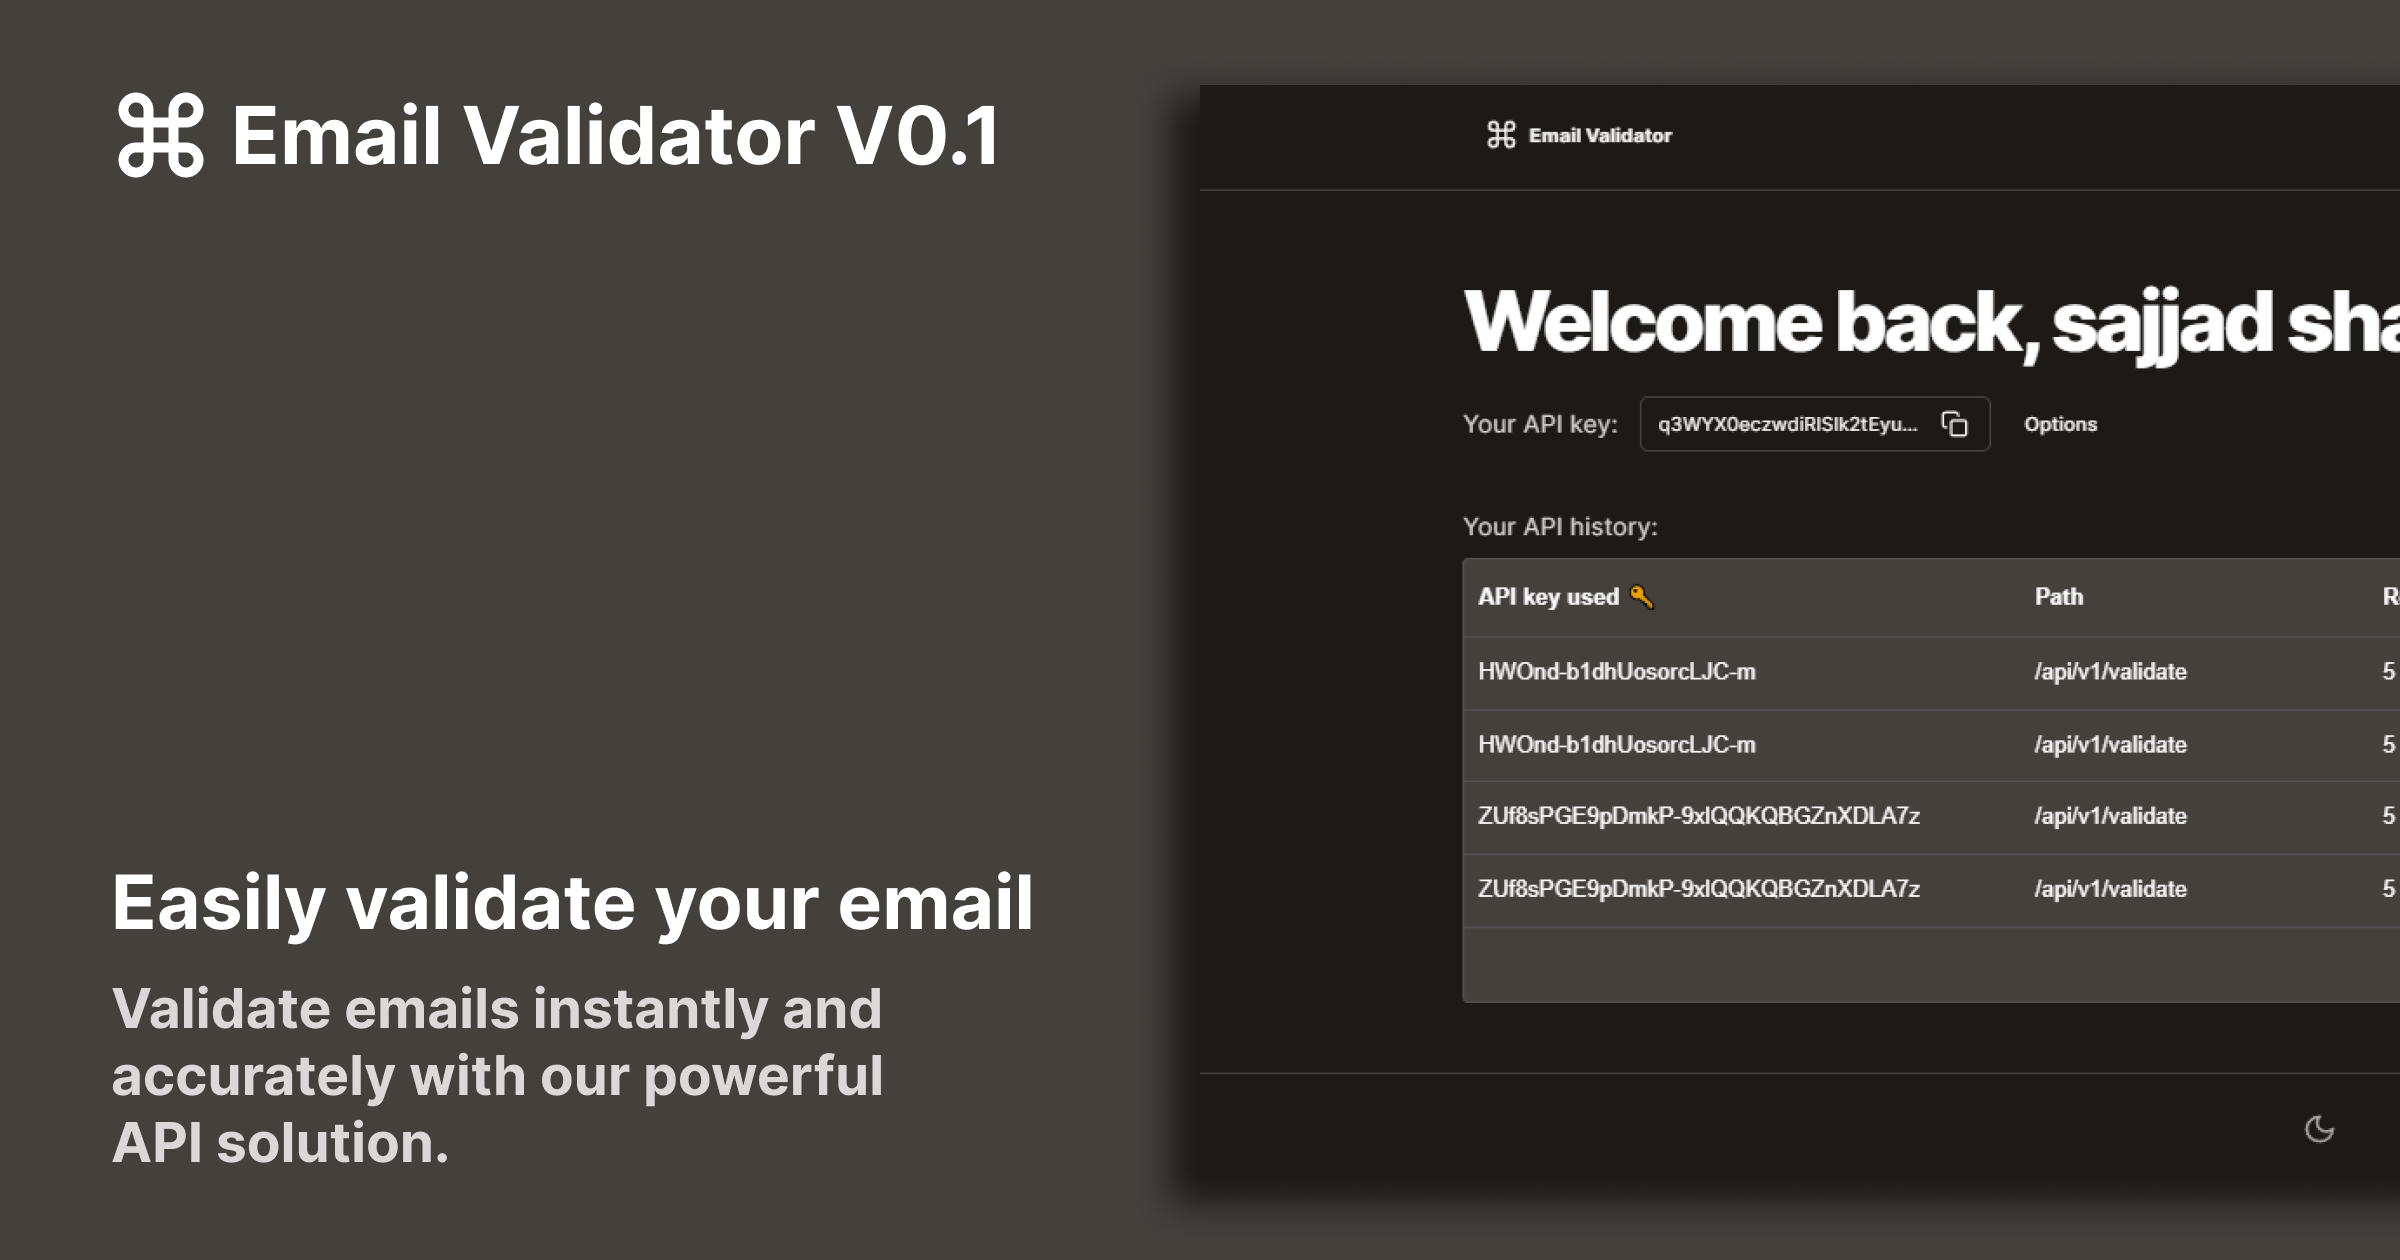 ⌘ Email Validator V0.1
Easily validate your email
Validate emails instantly and
accurately with our powerful
API solution.
⌘ Email Validator
Welcome back, sajjad sha
Your API key: q3WYX0eczwdiRISIk2tEyu... Options
Your API history:
API key used 🔑 Path R
HWOnd-b1dhUosorcLJC-m /api/v1/validate 5
HWOnd-b1dhUosorcLJC-m /api/v1/validate 5
ZUf8sPGE9pDmkP-9xIQQKQBGZnXDLA7z /api/v1/validate 5
ZUf8sPGE9pDmkP-9xIQQKQBGZnXDLA7z /api/v1/validate 5